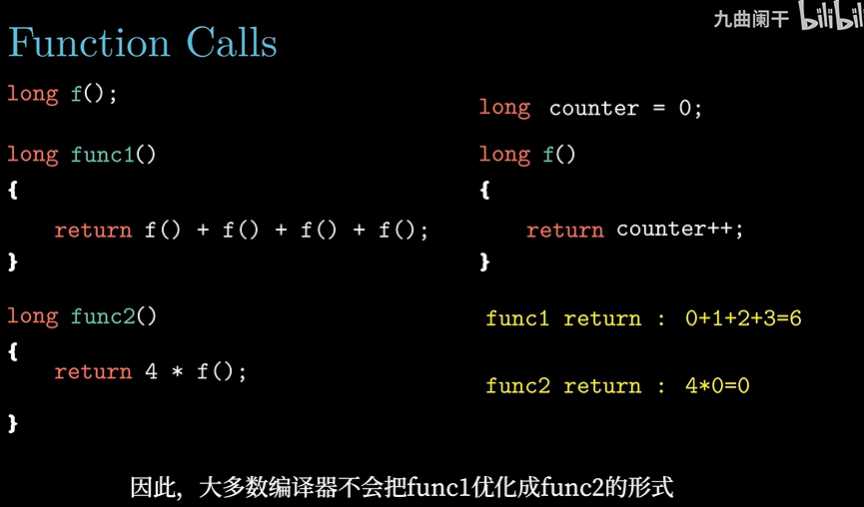 九曲阑干 bilibili
Function Calls
long f();
long func1()
{
return f() + f() + f() + f();
}
long func2()
{
return 4 * f();
}
long counter = 0;
long f()
{
return counter++;
}
func1 return : 0+1+2+3=6
func2 return : 4*0=0
因此，大多数编译器不会把func1优化成func2的形式